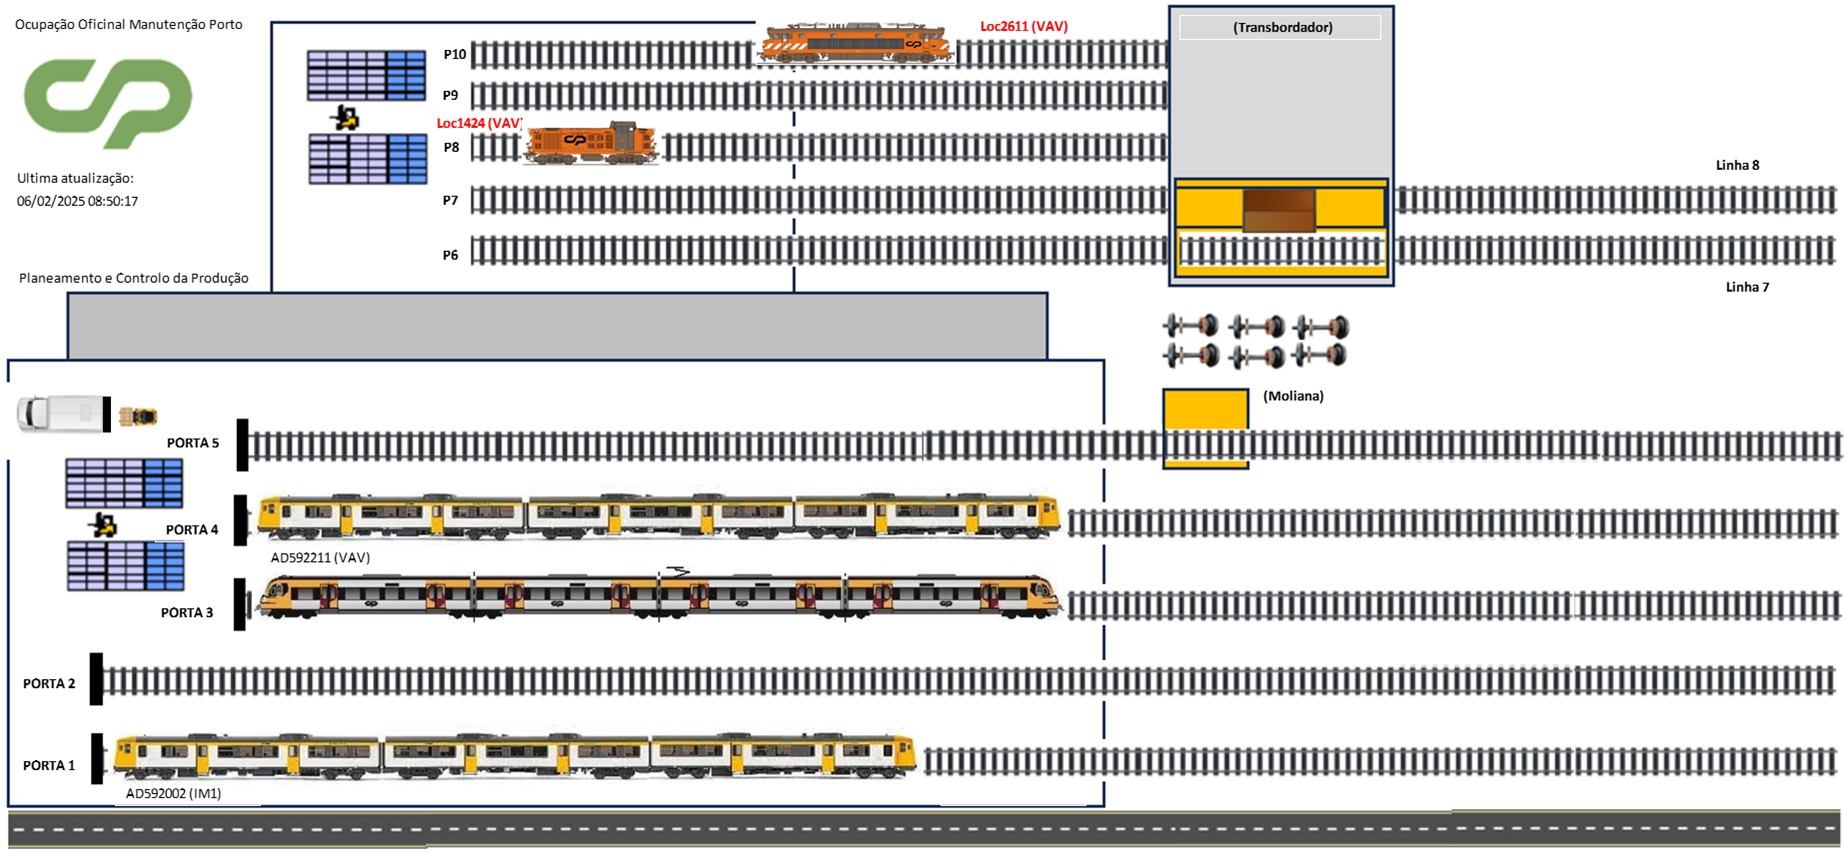 Ocupação Oficinal Manutenção Porto
Loc2611 (VAV)
(Transbordador)
P10
P9
Loc1424 (VAV)
P8
Ultima atualização:
06/02/2025 08:50:17
Linha 8
P7
P6
Planeamento e Controlo da Produção
Linha 7
(Moliana)
PORTA 5
PORTA 4
AD592211 (VAV)
PORTA 3
PORTA 2
PORTA 1
AD592002 (IM1)